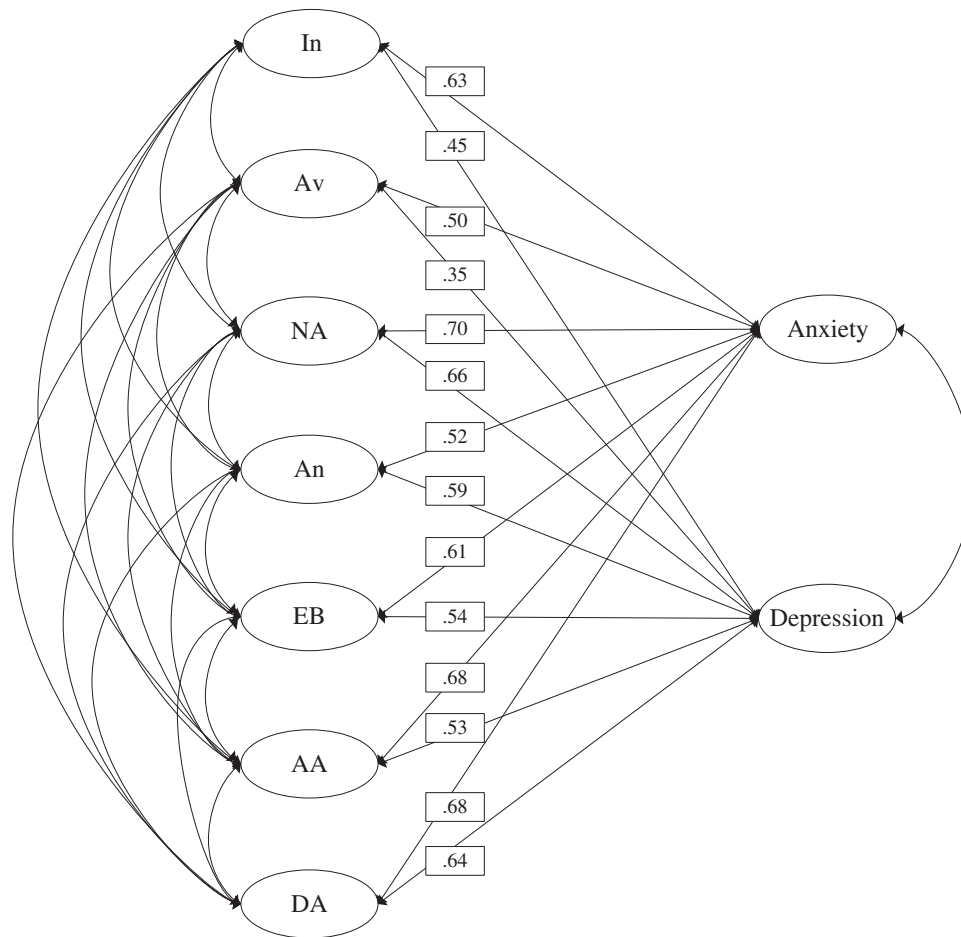 In
.63
.45
Av
.50
.35
NA
.70
Anxiety
.66
An
.52
.59
EB
.61
.54
Depression
AA
.68
.53
DA
.68
.64